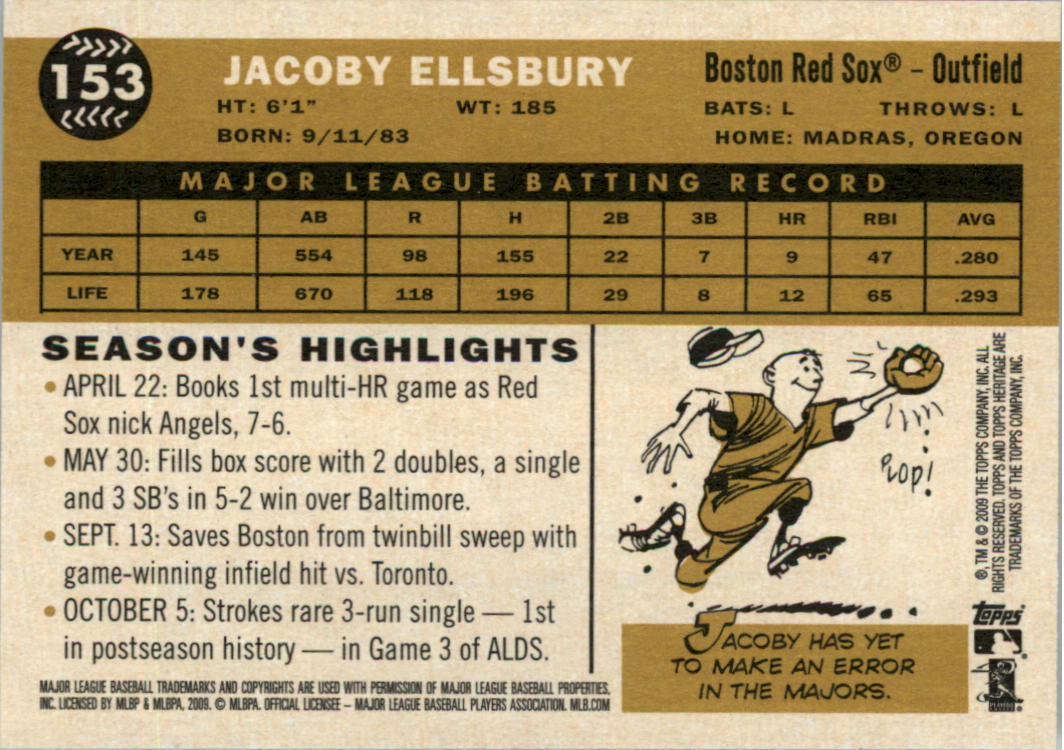 153
JACOBY ELLSBURY
Boston Red Sox® – Outfield
HT: 6'1" WT: 185
BATS: L THROWS: L
BORN: 9/11/83
HOME: MADRAS, OREGON
MAJOR LEAGUE BATTING RECORD
G AB R H 2B 3B HR RBI AVG
YEAR 145 554 98 155 22 7 9 47 .280
LIFE 178 670 118 196 29 8 12 65 .293
SEASON'S HIGHLIGHTS
• APRIL 22: Books 1st multi-HR game as Red
Sox nick Angels, 7-6.
• MAY 30: Fills box score with 2 doubles, a single
and 3 SB's in 5-2 win over Baltimore.
• SEPT. 13: Saves Boston from twinbill sweep with
game-winning infield hit vs. Toronto.
• OCTOBER 5: Strokes rare 3-run single — 1st
in postseason history — in Game 3 of ALDS.
MAJOR LEAGUE BASEBALL TRADEMARKS AND COPYRIGHTS ARE USED WITH PERMISSION OF MAJOR LEAGUE BASEBALL PROPERTIES,
INC. LICENSED BY MLBP & MLBPA, 2009. © MLBPA. OFFICIAL LICENSEE – MAJOR LEAGUE BASEBALL PLAYERS ASSOCIATION. MLB.COM
PLOP!
JACOBY HAS YET
TO MAKE AN ERROR
IN THE MAJORS.
®, TM & © 2009 THE TOPPS COMPANY, INC. ALL
RIGHTS RESERVED. TOPPS AND TOPPS HERITAGE ARE
TRADEMARKS OF THE TOPPS COMPANY, INC.
topps